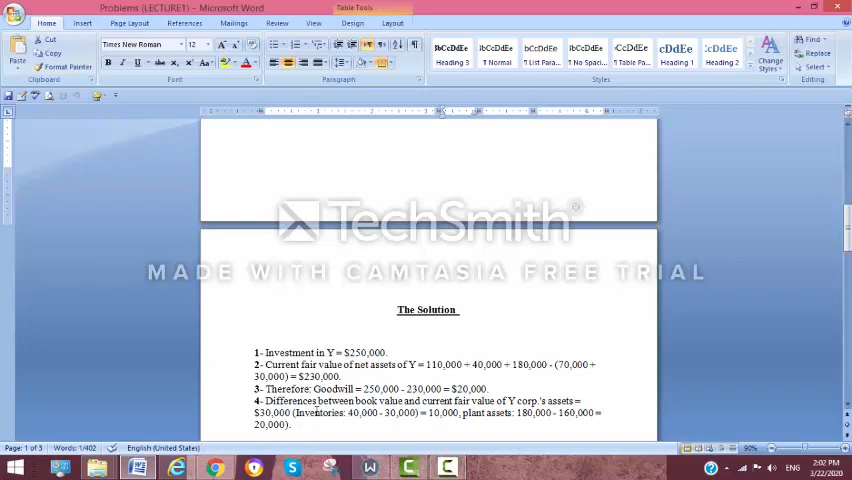 Problems (LECTURE1) - Microsoft Word
Table Tools
Home Insert Page Layout References Mailings Review View Design Layout
Cut
Copy
Format Painter
Paste
Clipboard
Times New Roman 12
Font
Paragraph
AaBbCcDdEe AaBbCcDdEe AaBbCcDdEe AaBbCcDdEe AaBbCcDdEe AaBbCcDdEe AaBbCcDdEe
Heading 3 ¶ Normal ¶ List Para... ¶ No Spaci... ¶ Table Pa... Heading 1 Heading 2
Change Styles
Styles
Find
Replace
Select
Editing
TechSmith®
MADE WITH CAMTASIA FREE TRIAL
The Solution
1- Investment in Y = $250,000.
2- Current fair value of net assets of Y = 110,000 + 40,000 + 180,000 - (70,000 +
30,000) = $230,000.
3- Therefore: Goodwill = 250,000 - 230,000 = $20,000.
4- Differences between book value and current fair value of Y corp.'s assets =
$30,000 (Inventories: 40,000 - 30,000) = 10,000, plant assets: 180,000 - 160,000 =
20,000).
Page: 1 of 3 Words: 1/402 English (United States) 90%
ENG 2:02 PM
3/22/2020